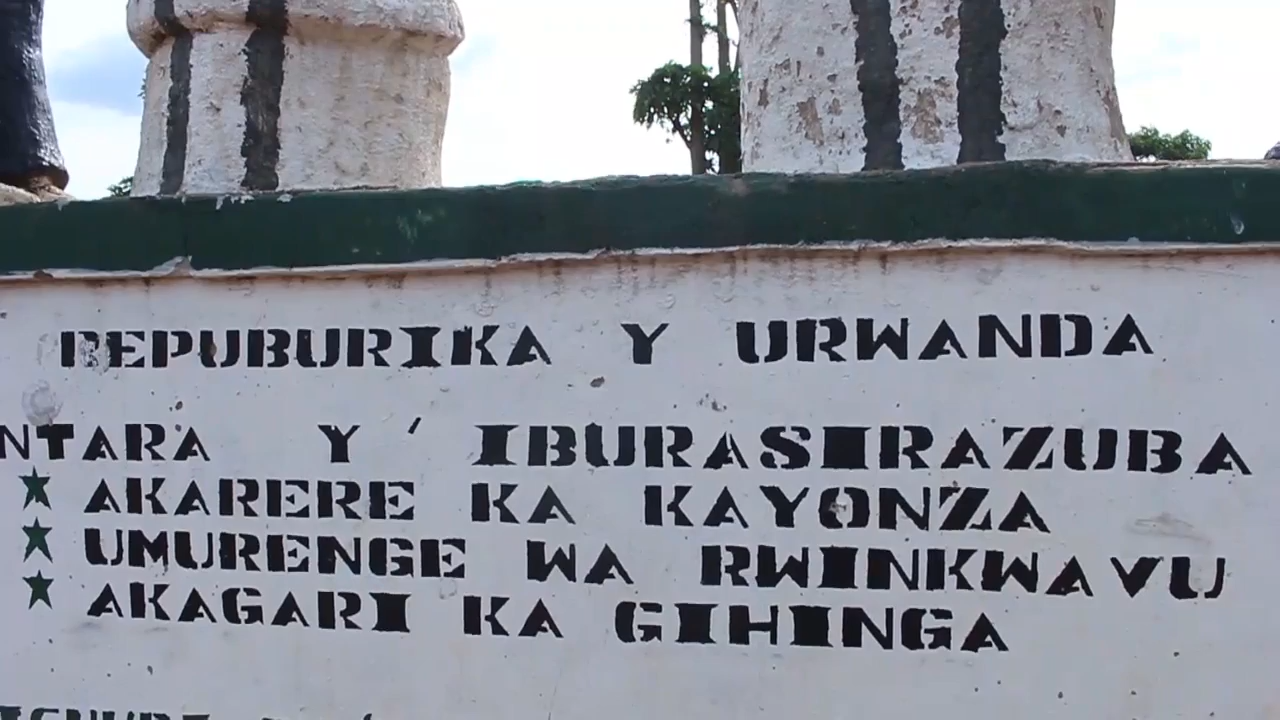 REPUBURIKA Y URWANDA
NTARA Y ' IBURASIRAZUBA
AKARERE KA KAYONZA
UMURENGE WA RWINKWAVU
AKAGARI KA GIHINGA